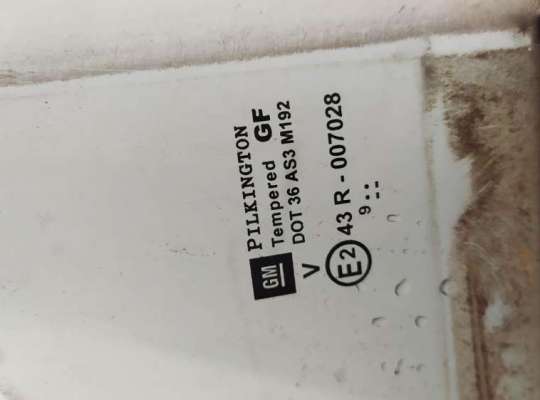 GM PILKINGTON
Tempered GF
DOT 36 AS3 M192
V
E2 43 R - 007028
9 : :
- -